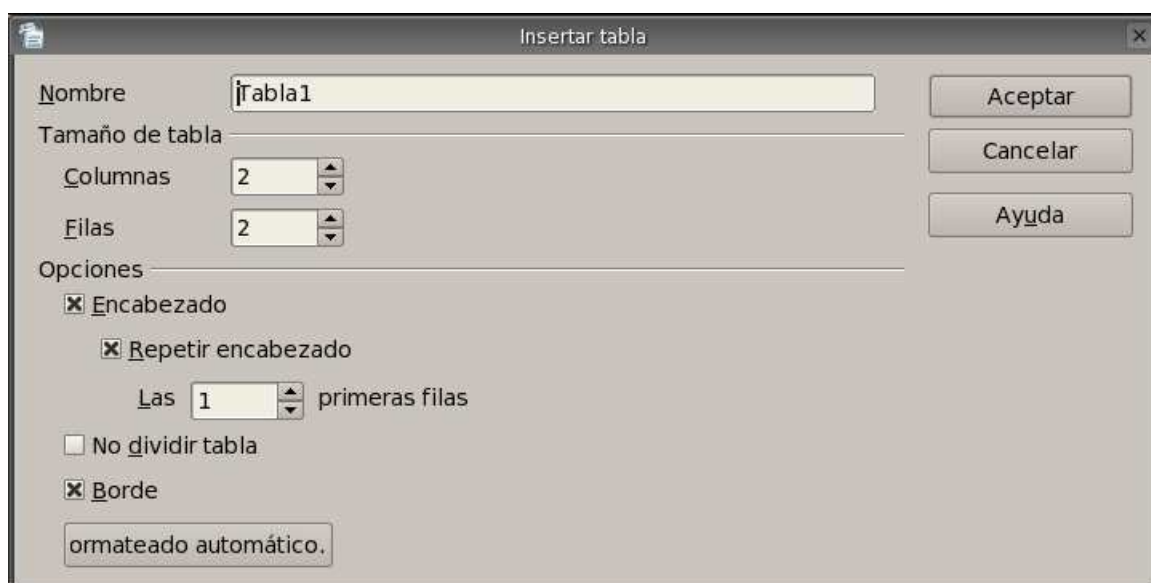 Insertar tabla
Nombre Tabla1 Aceptar
Tamaño de tabla
Cancelar
Columnas 2
Ayuda
Filas 2
Opciones
Encabezado
Repetir encabezado
Las 1 primeras filas
No dividir tabla
Borde
ormateado automático.